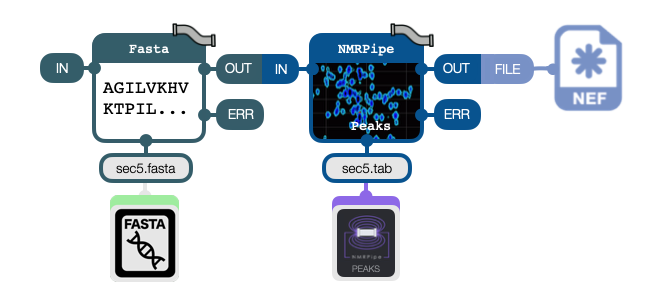 Fasta
NMRPipe
IN
OUT
IN
OUT
FILE
AGILVKHV
KTPIL...
ERR
Peaks
ERR
NEF
sec5.fasta
sec5.tab
FASTA
NMRPipe
PEAKS